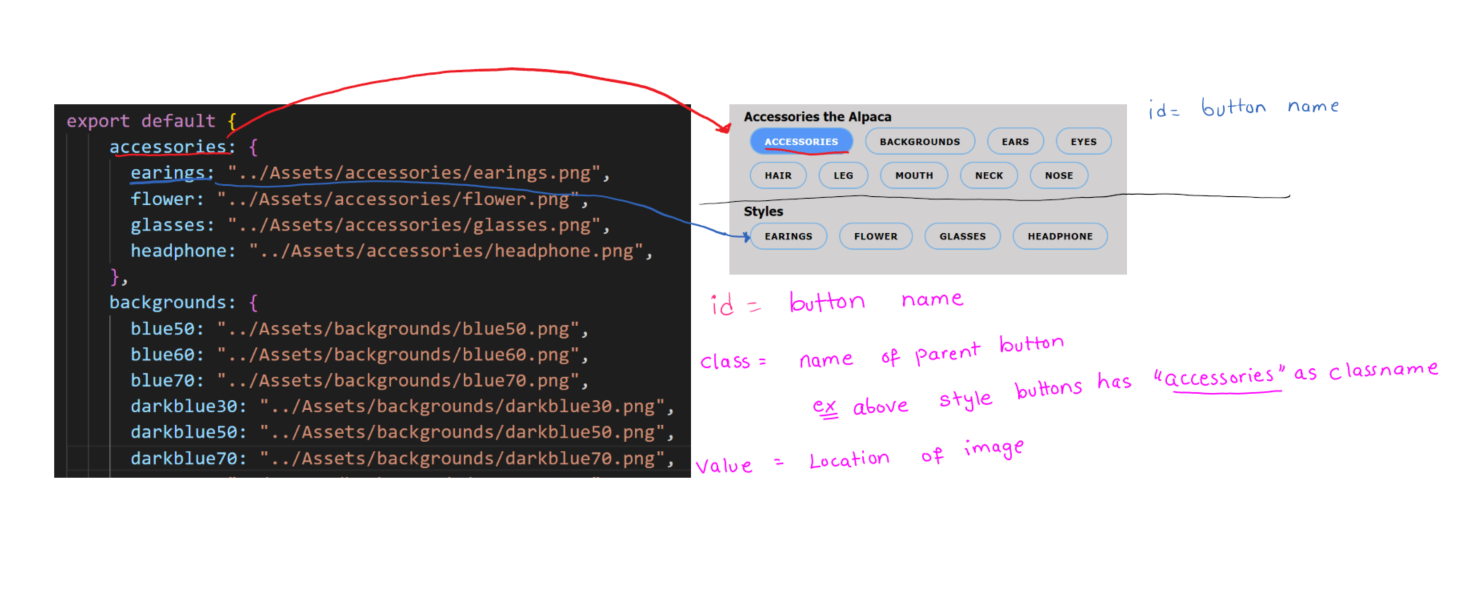 export default {
accessories: {
earings: "../Assets/accessories/earings.png",
flower: "../Assets/accessories/flower.png",
glasses: "../Assets/accessories/glasses.png",
headphone: "../Assets/accessories/headphone.png",
},
backgrounds: {
blue50: "../Assets/backgrounds/blue50.png",
blue60: "../Assets/backgrounds/blue60.png",
blue70: "../Assets/backgrounds/blue70.png",
darkblue30: "../Assets/backgrounds/darkblue30.png",
darkblue50: "../Assets/backgrounds/darkblue50.png",
darkblue70: "../Assets/backgrounds/darkblue70.png",
Accessories the Alpaca
ACCESSORIES BACKGROUNDS EARS EYES
HAIR LEG MOUTH NECK NOSE
Styles
EARINGS FLOWER GLASSES HEADPHONE
id= button name
id = button name
class = name of parent button
ex above style buttons has "accessories" as classname
Value = Location of image